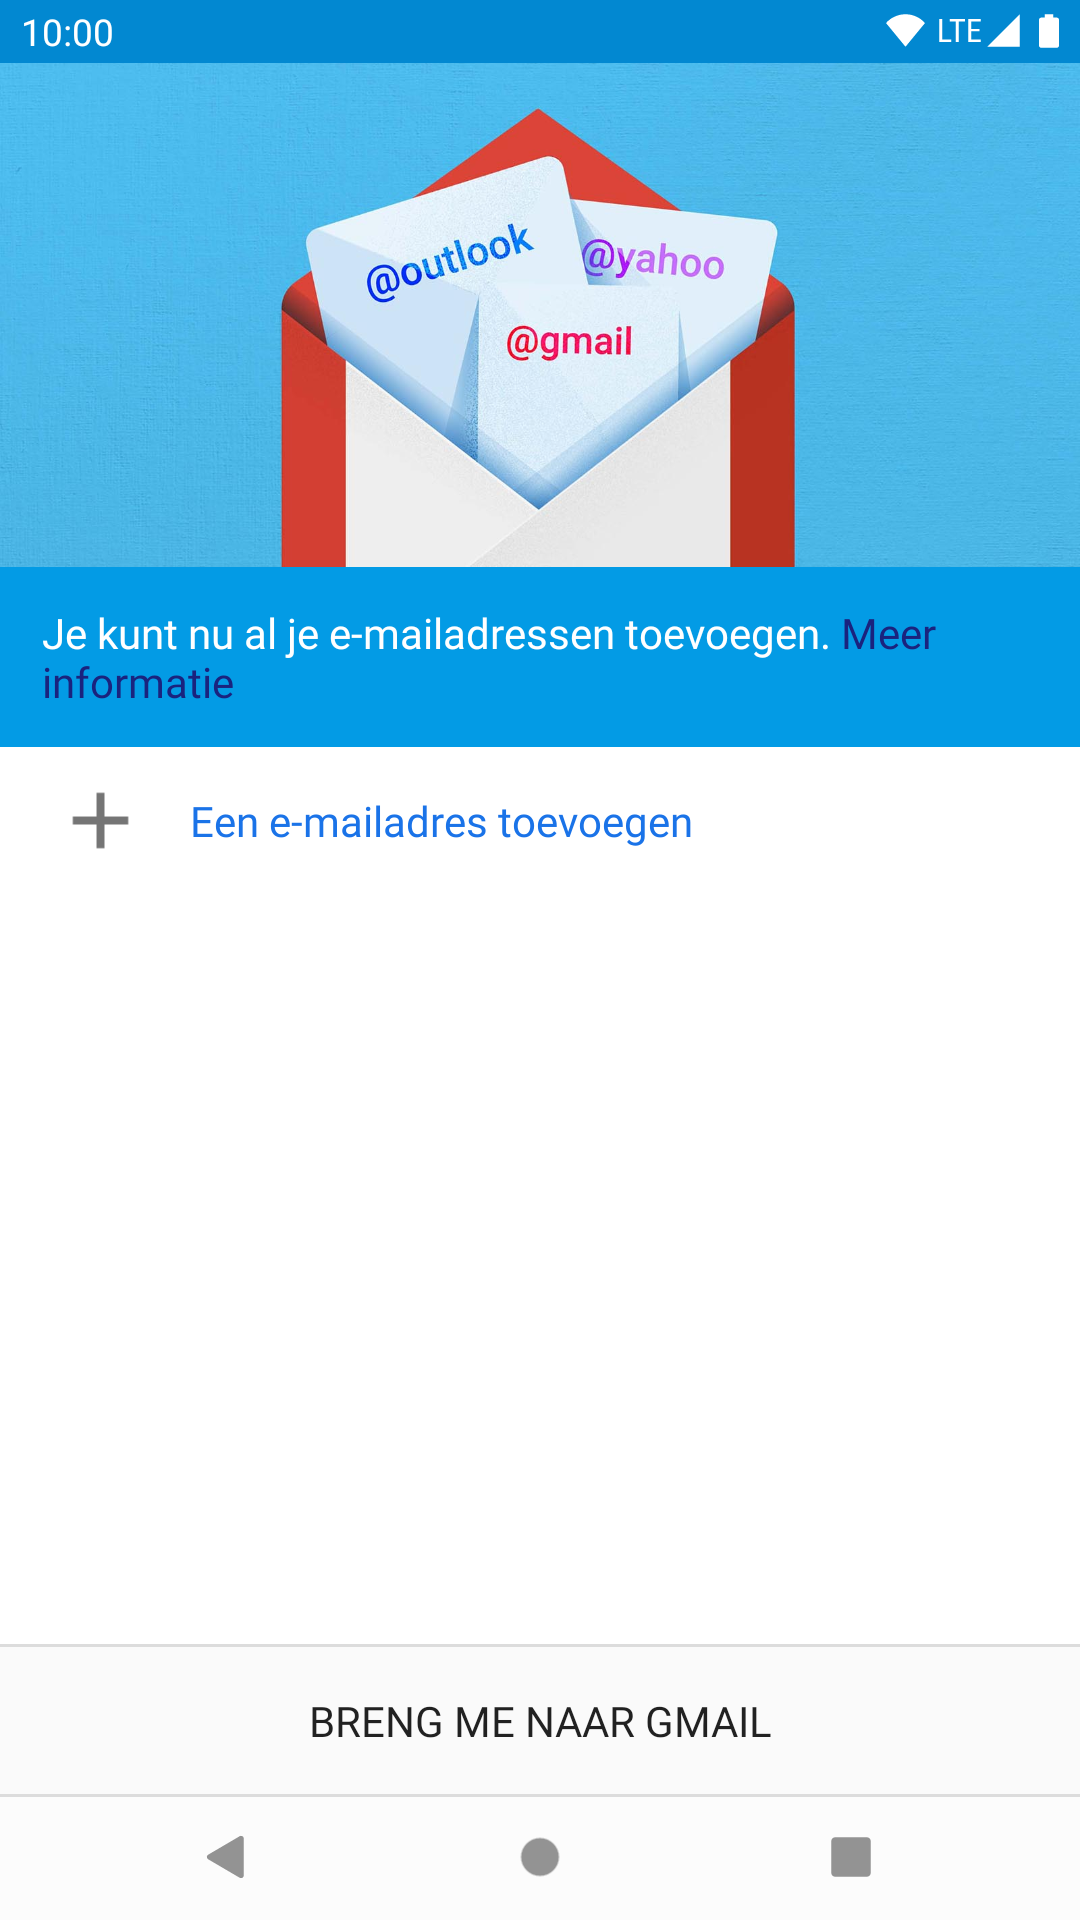 10:00 LTE
@outlook @yahoo
@gmail
Je kunt nu al je e-mailadressen toevoegen. Meer
informatie
Een e-mailadres toevoegen
BRENG ME NAAR GMAIL